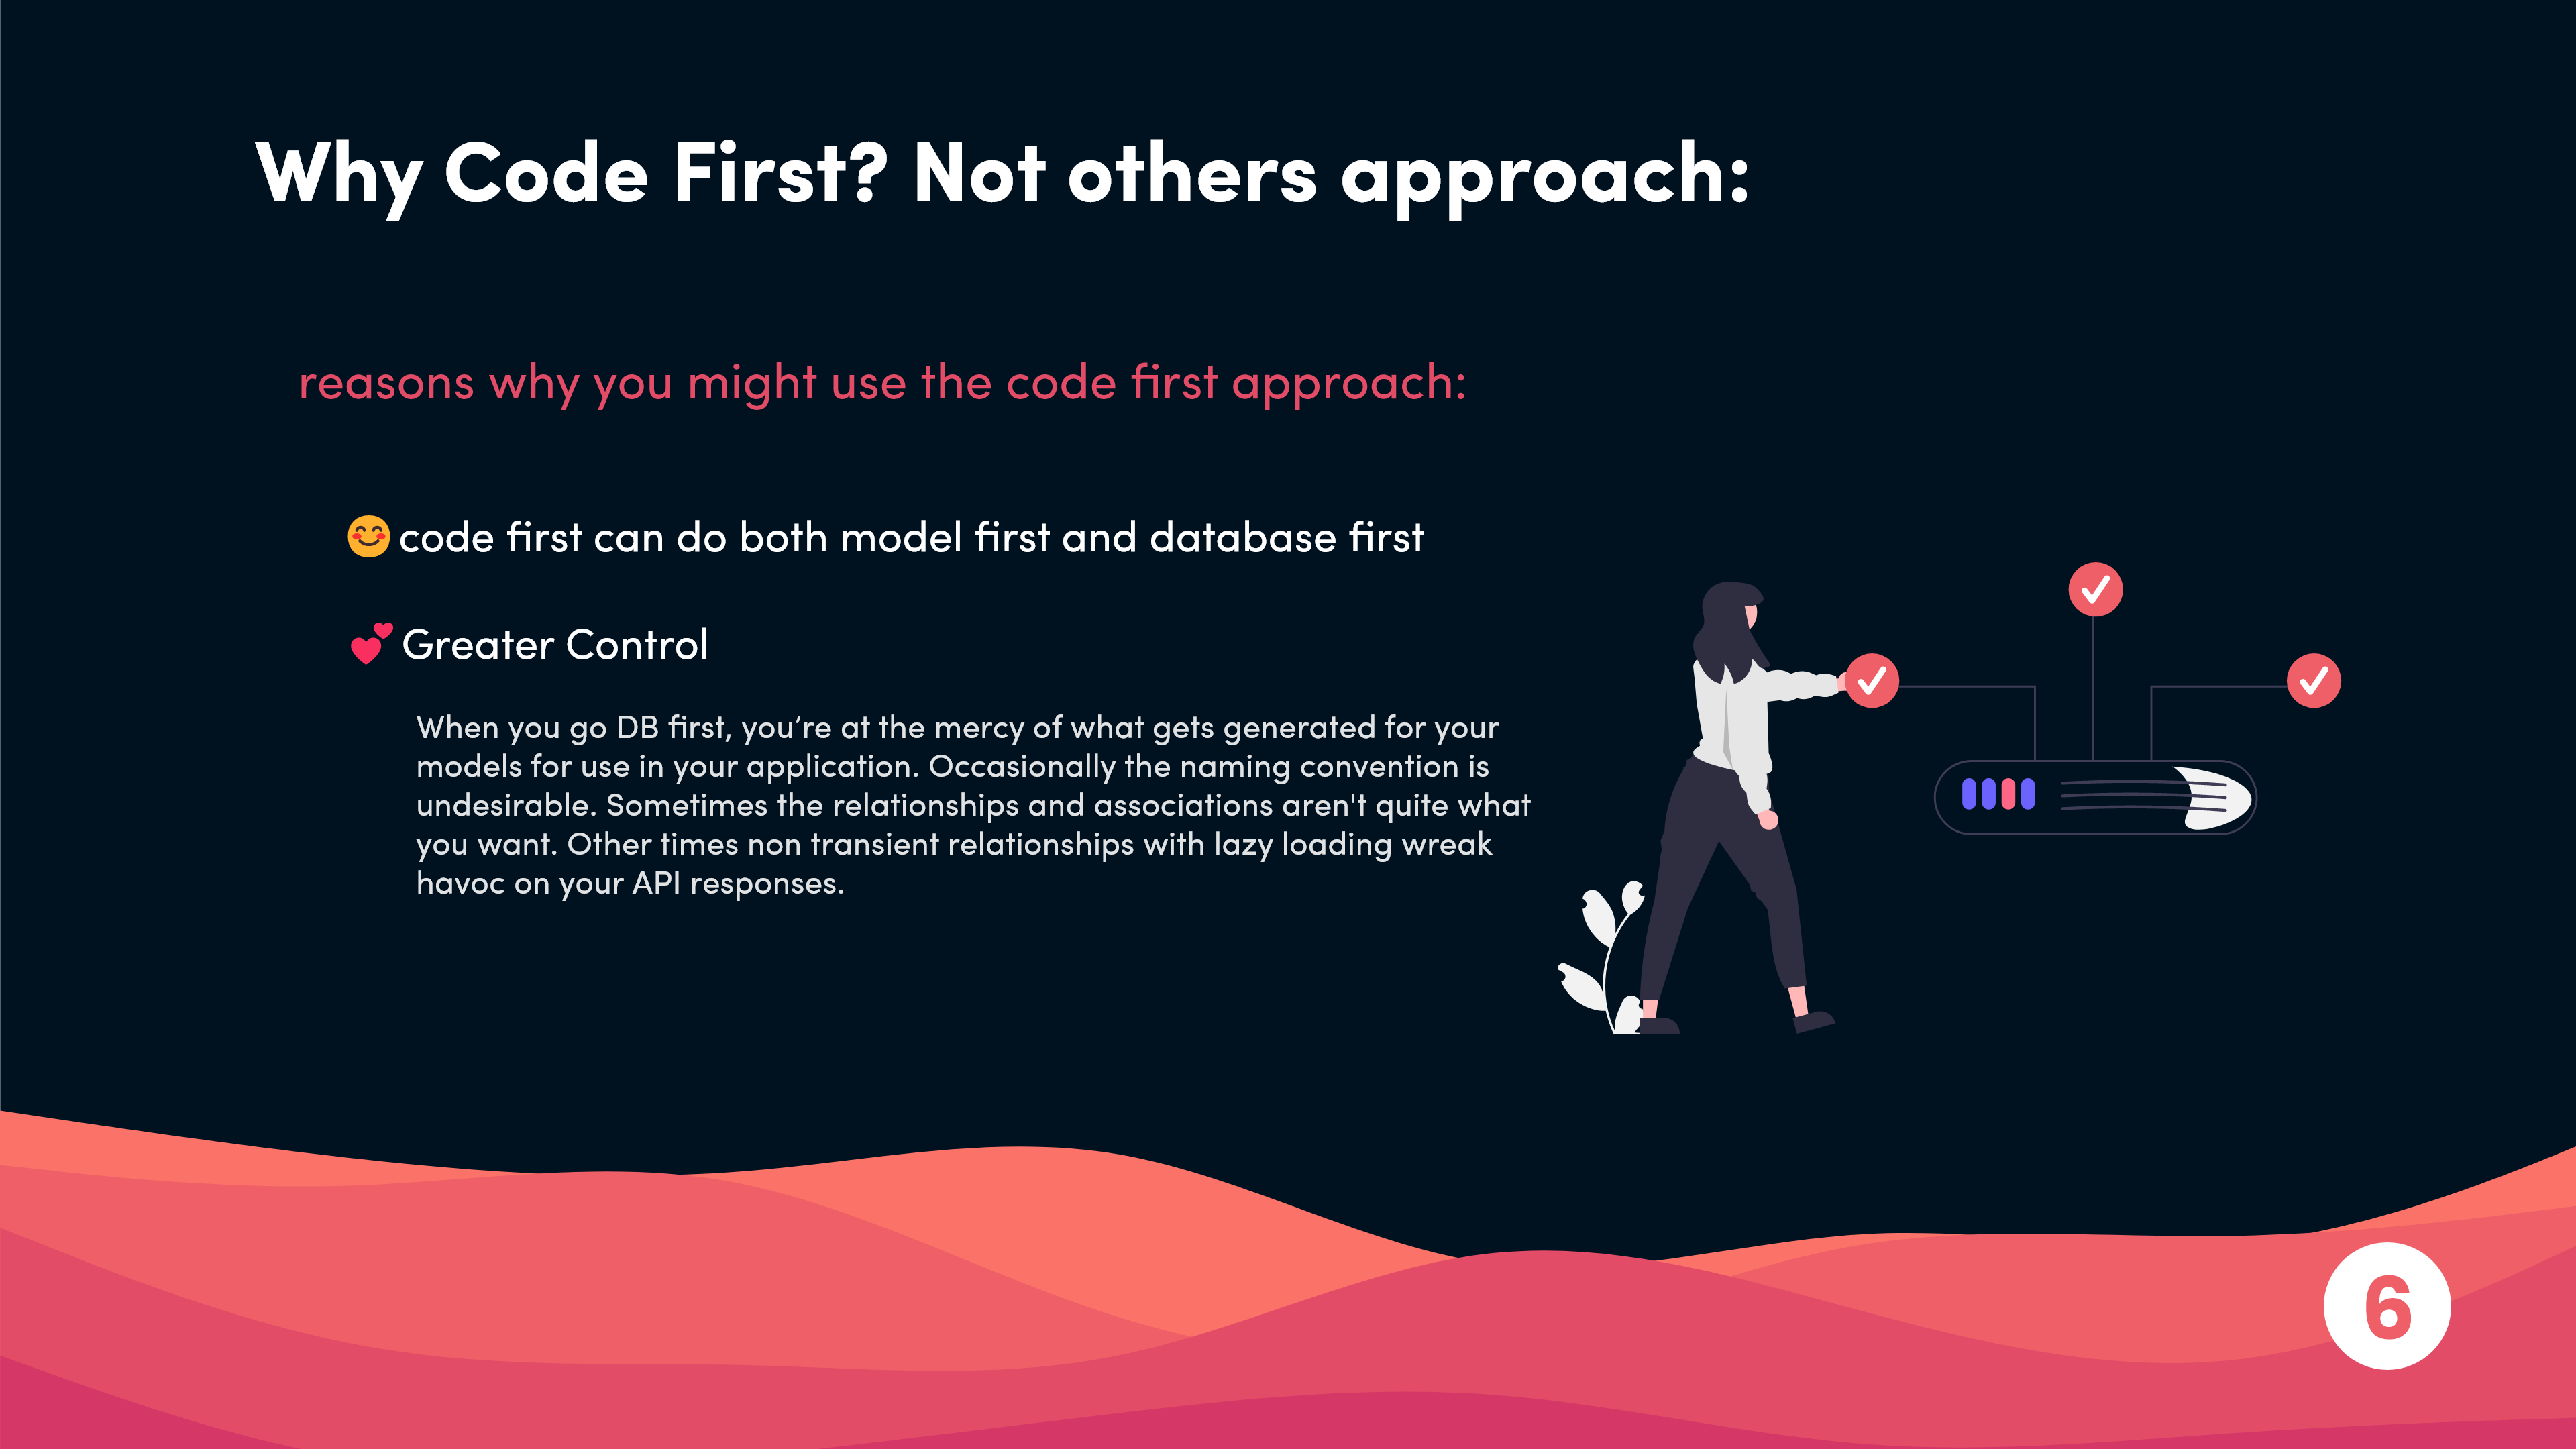 Why Code First? Not others approach:
reasons why you might use the code first approach:
😊 code first can do both model first and database first
💕 Greater Control
When you go DB first, you’re at the mercy of what gets generated for your
models for use in your application. Occasionally the naming convention is
undesirable. Sometimes the relationships and associations aren't quite what
you want. Other times non transient relationships with lazy loading wreak
havoc on your API responses.
6